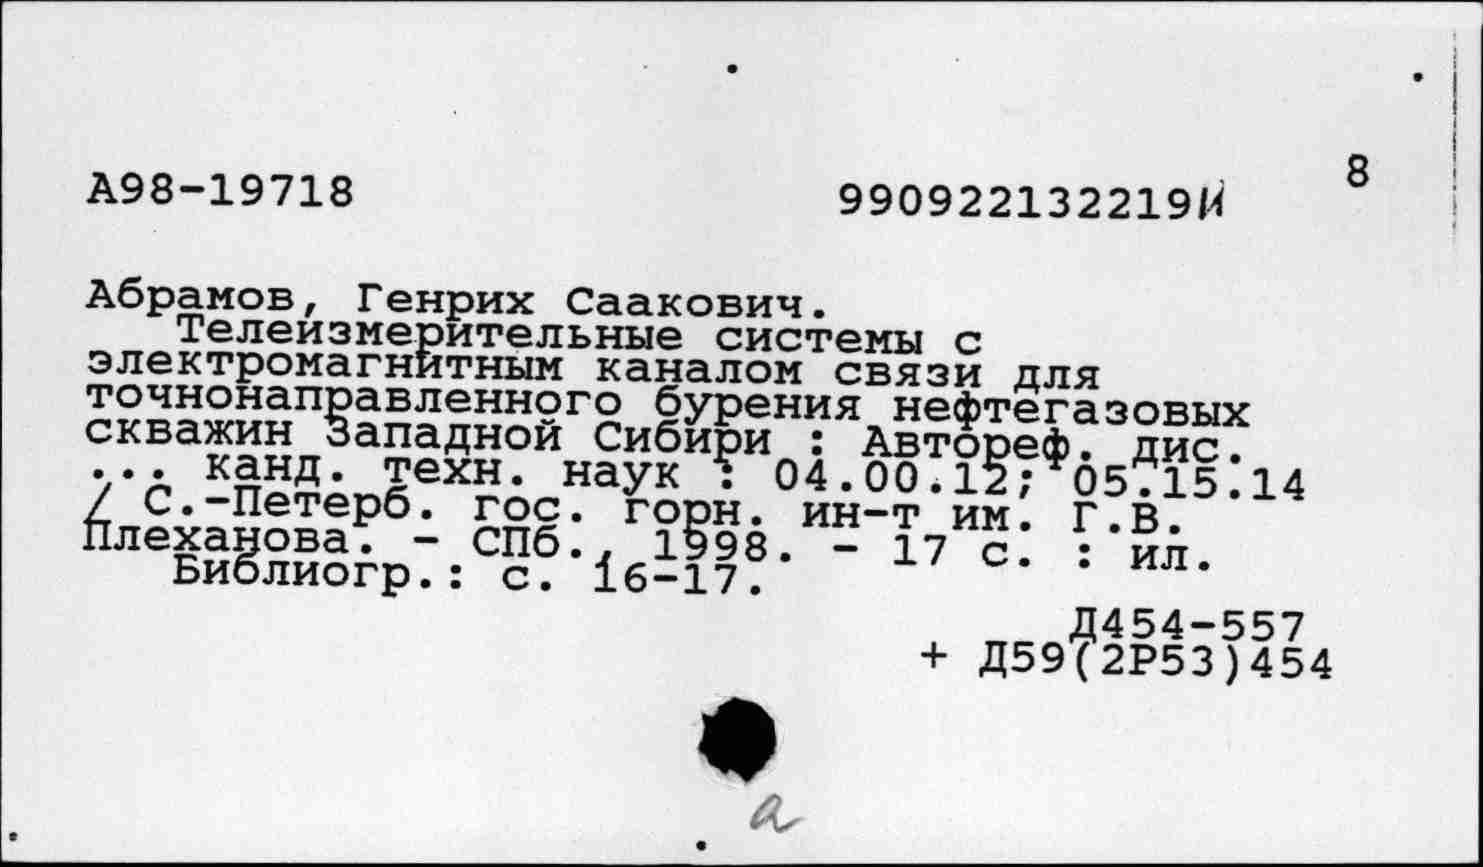 8
А98-19718 990922132219И
Абрамов, Генрих Саакович.
Телеизмерительные системы с
электромагнитным каналом связи для
точнонаправленного бурения нефтегазовых
скважин Западной Сибири : Автореф. дис.
... канд. техн. наук : 04.00.12; 05.15.14
/ С.-Петерб. гос. горн. ин-т им. Г.В.
Плеханова. - СПб., 1998. - 17 с. : ил.
Библиогр.: с. 16-17.
Д454-557
+ Д59(2Р53)454
а